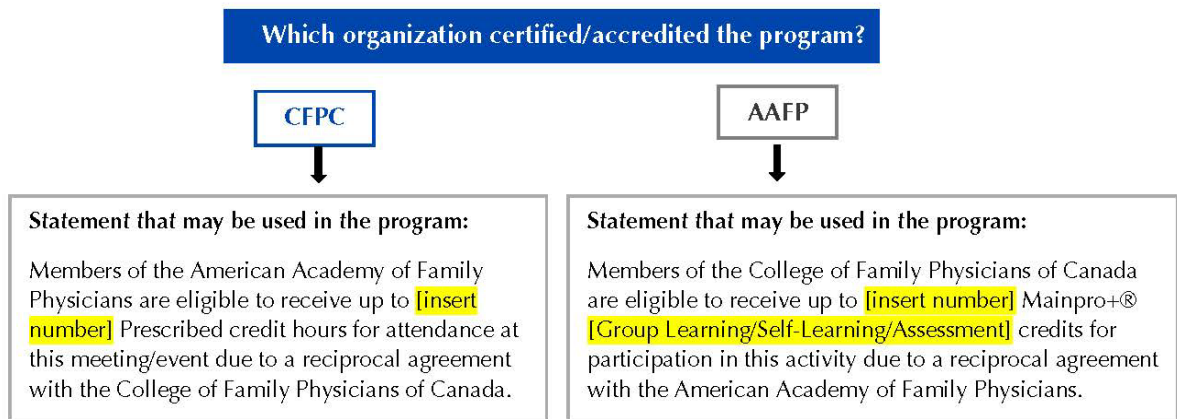 Which organization certified/accredited the program?
CFPC
AAFP
Statement that may be used in the program:
Members of the American Academy of Family
Physicians are eligible to receive up to [insert
number] Prescribed credit hours for attendance at
this meeting/event due to a reciprocal agreement
with the College of Family Physicians of Canada.
Statement that may be used in the program:
Members of the College of Family Physicians of Canada
are eligible to receive up to [insert number] Mainpro+®
[Group Learning/Self-Learning/Assessment] credits for
participation in this activity due to a reciprocal agreement
with the American Academy of Family Physicians.